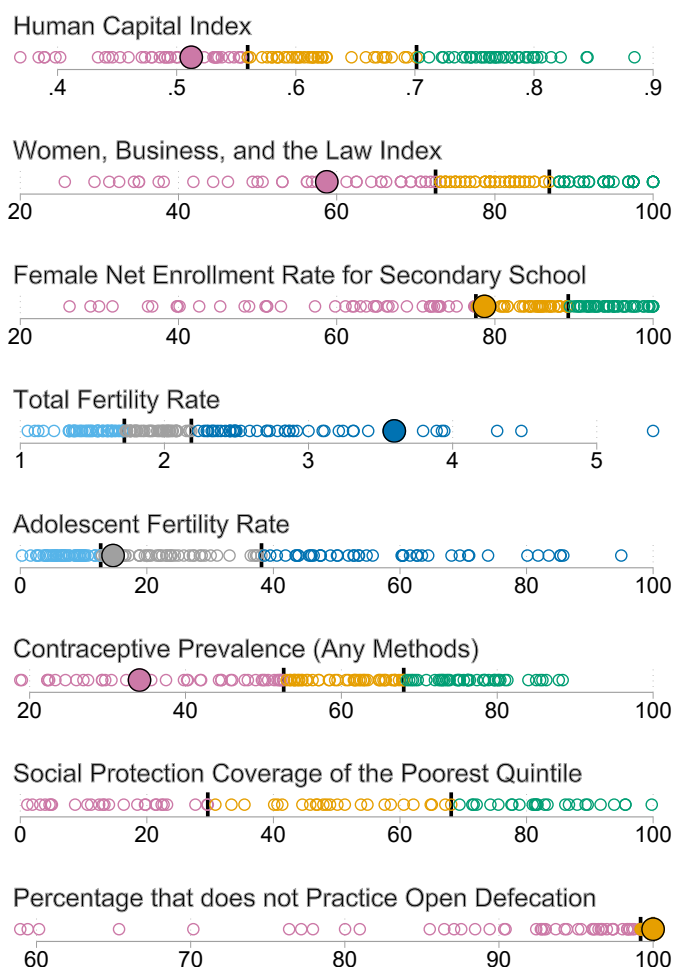 Human Capital Index
.4 .5 .6 .7 .8 .9
Women, Business, and the Law Index
20 40 60 80 100
Female Net Enrollment Rate for Secondary School
20 40 60 80 100
Total Fertility Rate
1 2 3 4 5
Adolescent Fertility Rate
0 20 40 60 80 100
Contraceptive Prevalence (Any Methods)
20 40 60 80 100
Social Protection Coverage of the Poorest Quintile
0 20 40 60 80 100
Percentage that does not Practice Open Defecation
60 70 80 90 100